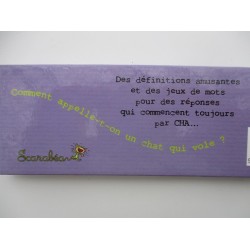 Des définitions amusantes
et des jeux de mots
pour des réponses
qui commencent toujours
par CHA...
Comment appelle-t-on un chat qui vole ?
Scarabéa